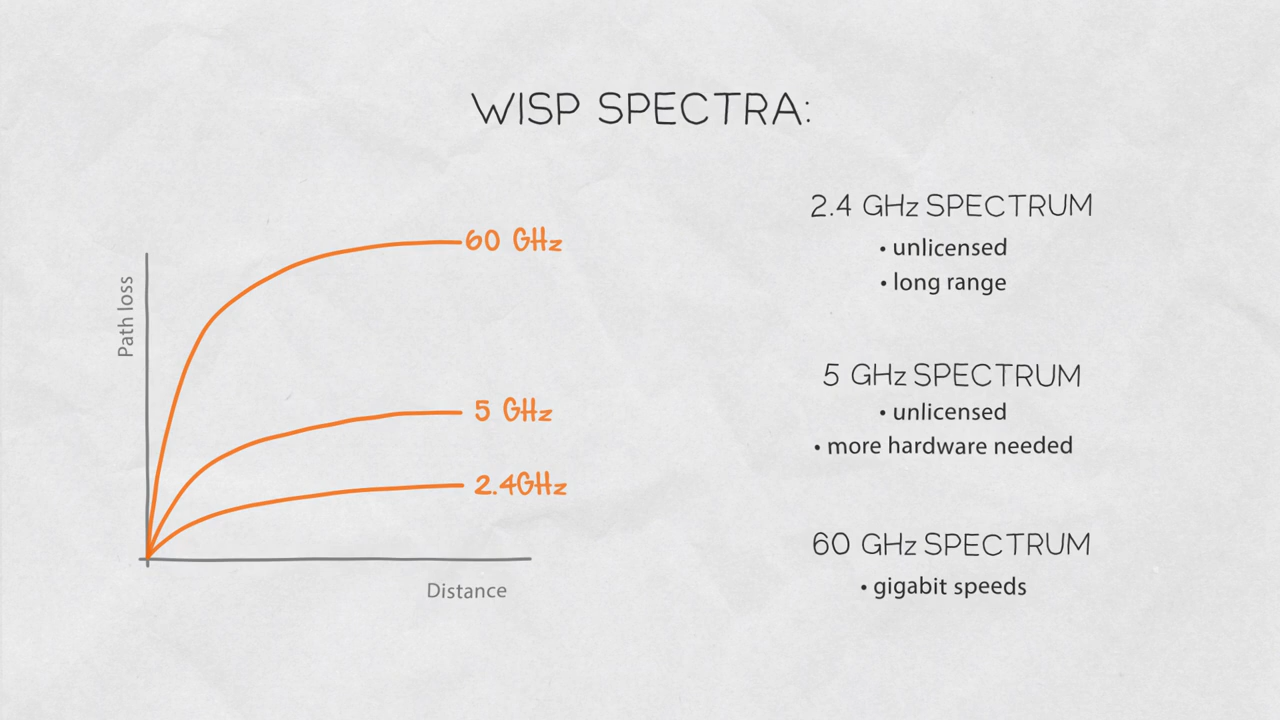 WISP SPECTRA:
60 GHz
5 GHz
2.4GHz
Path loss
Distance
2.4 GHz SPECTRUM
• unlicensed
• long range
5 GHz SPECTRUM
• unlicensed
• more hardware needed
60 GHz SPECTRUM
• gigabit speeds